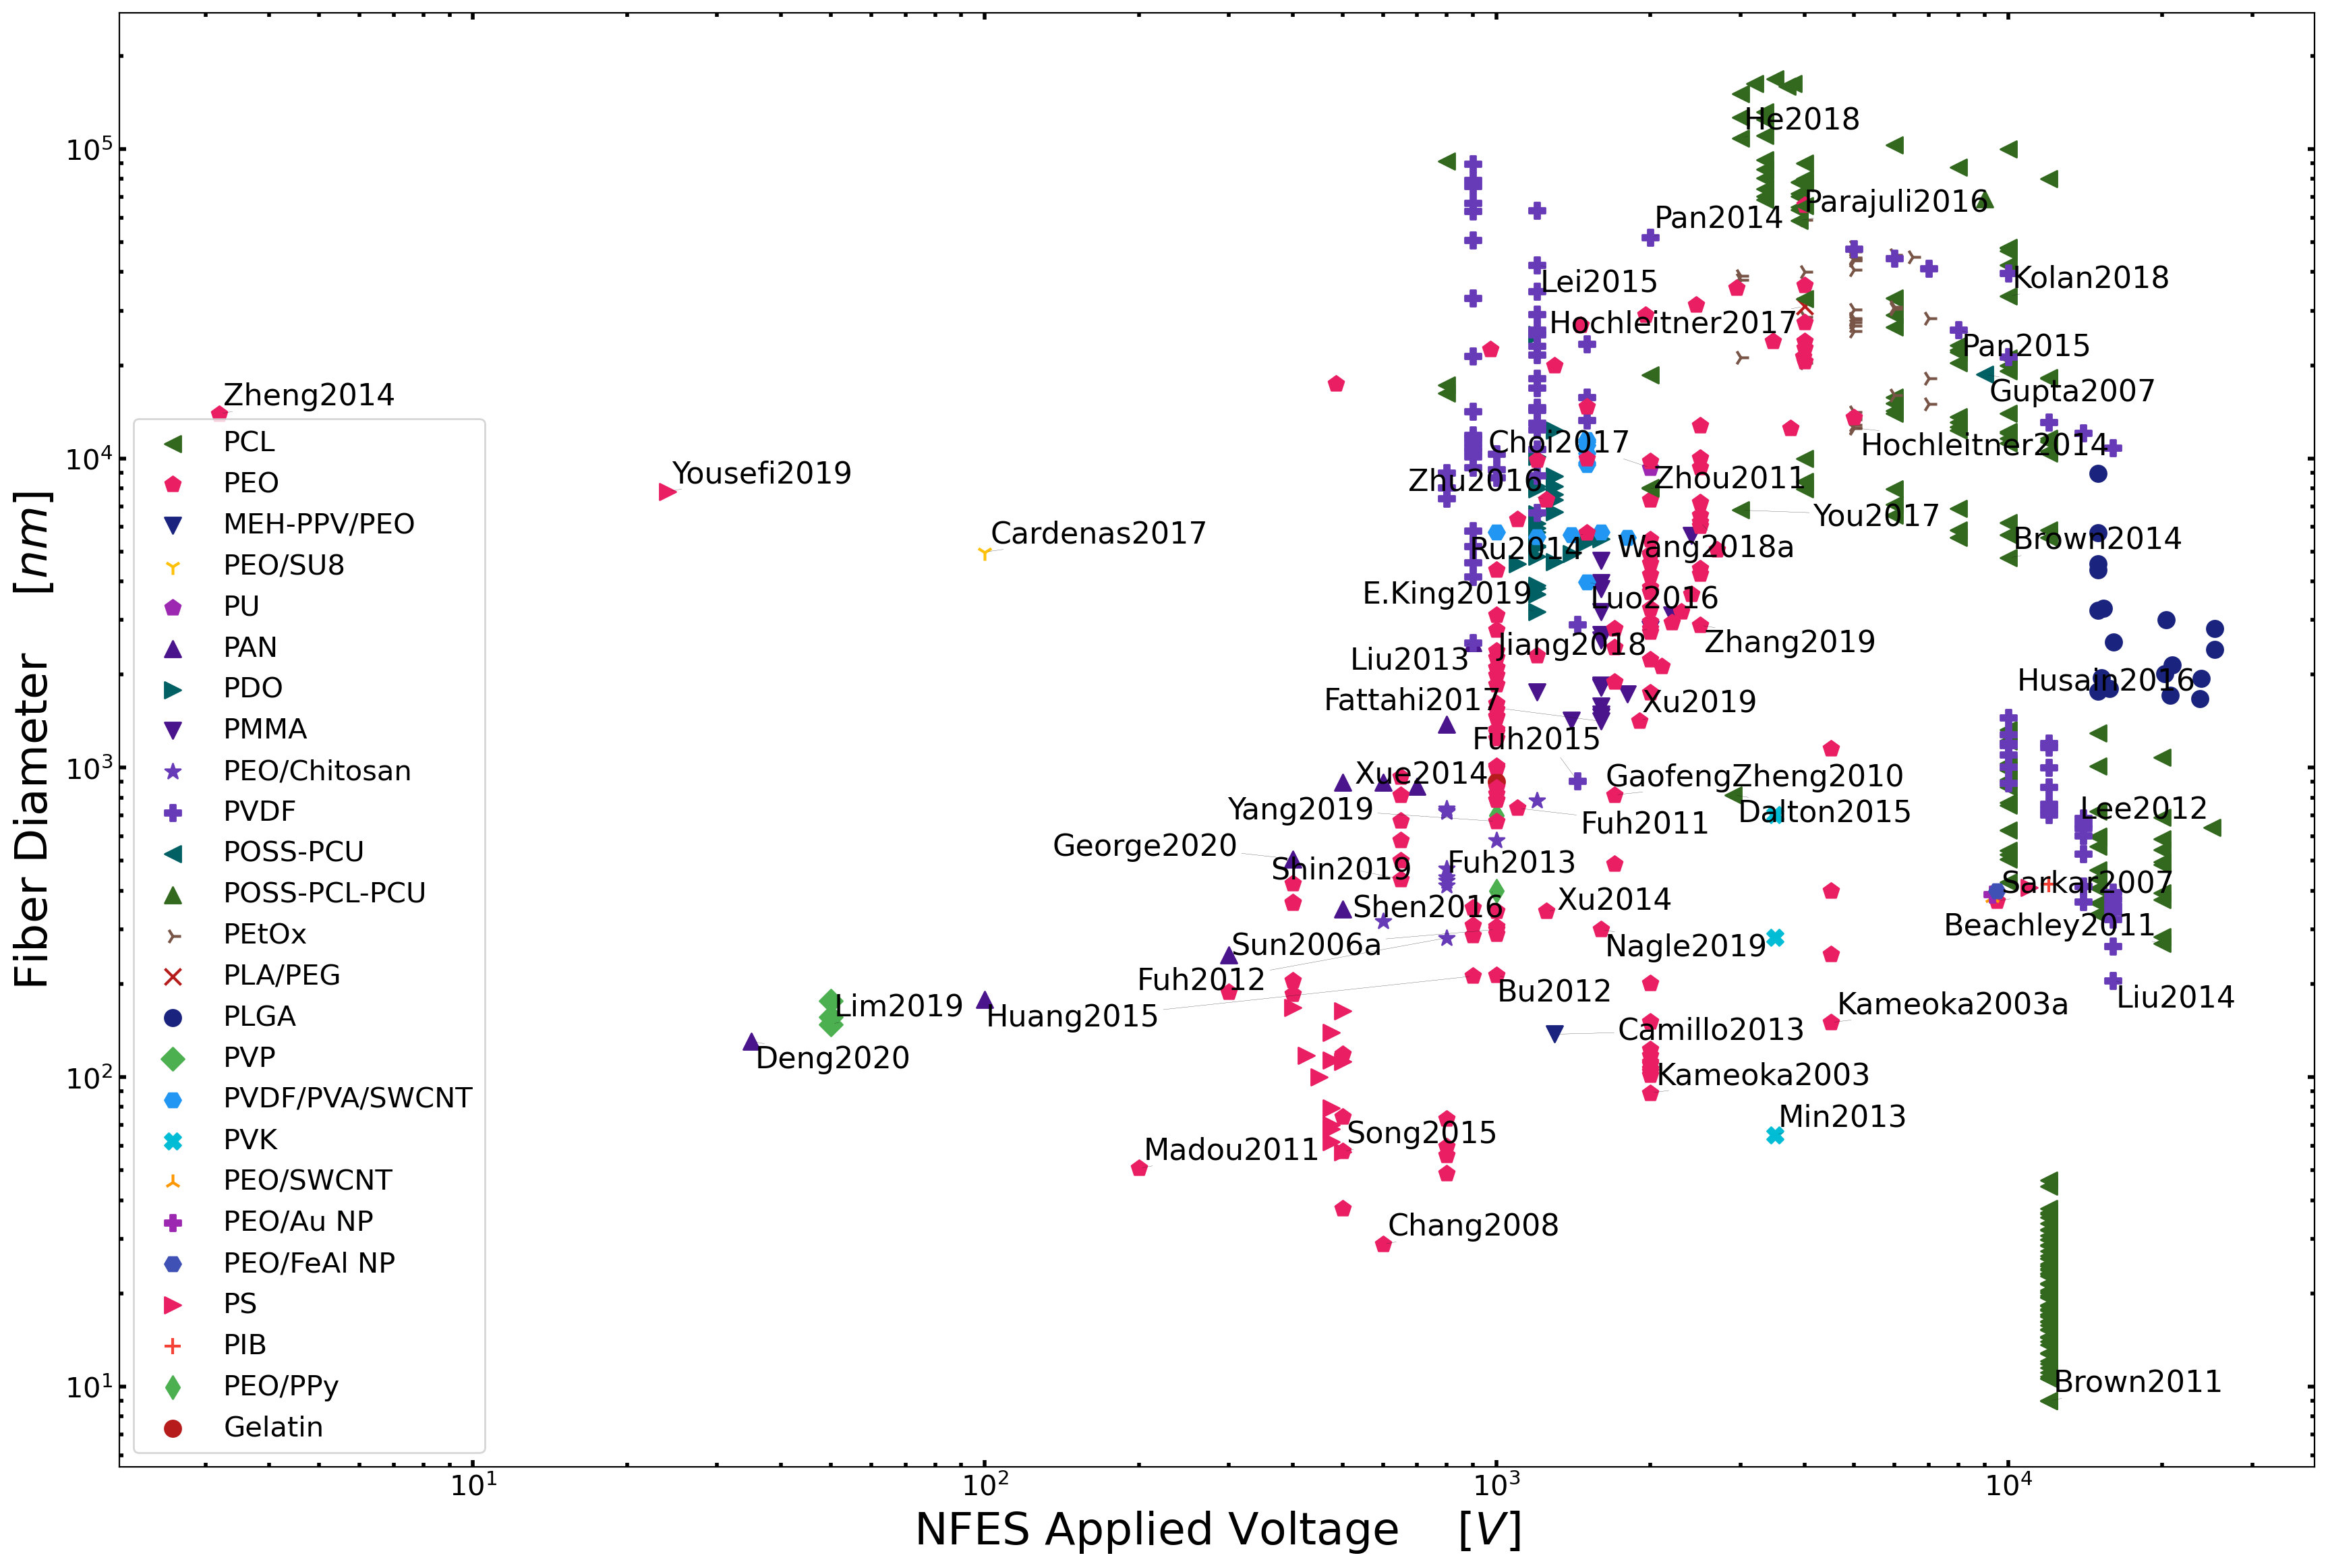 10⁵
10⁴
10³
10²
10¹
Fiber Diameter [nm]
He2018
Parajuli2016
Pan2014
Kolan2018
Lei2015
Hochleitner2017
Pan2015
Gupta2007
Zheng2014
Choi2017
Hochleitner2014
Yousefi2019
Zhu2016
Zhou2011
You2017
Cardenas2017
Ru2014
Wang2018a
Brown2014
E.King2019
Luo2016
Jiang2018
Zhang2019
Liu2013
Husain2016
Fattahi2017
Xu2019
Fuh2015
Xue2014
GaofengZheng2010
Yang2019
Dalton2015
Lee2012
Fuh2011
George2020
Shin2019
Fuh2013
Sarkar2007
Shen2016
Xu2014
Beachley2011
Sun2006a
Nagle2019
Fuh2012
Bu2012
Liu2014
Kameoka2003a
Lim2019
Huang2015
Camillo2013
Deng2020
Kameoka2003
Min2013
Song2015
Madou2011
Chang2008
Brown2011
PCL
PEO
MEH-PPV/PEO
PEO/SU8
PU
PAN
PDO
PMMA
PEO/Chitosan
PVDF
POSS-PCU
POSS-PCL-PCU
PEtOx
PLA/PEG
PLGA
PVP
PVDF/PVA/SWCNT
PVK
PEO/SWCNT
PEO/Au NP
PEO/FeAl NP
PS
PIB
PEO/PPy
Gelatin
10¹ 10² 10³ 10⁴
NFES Applied Voltage [V]